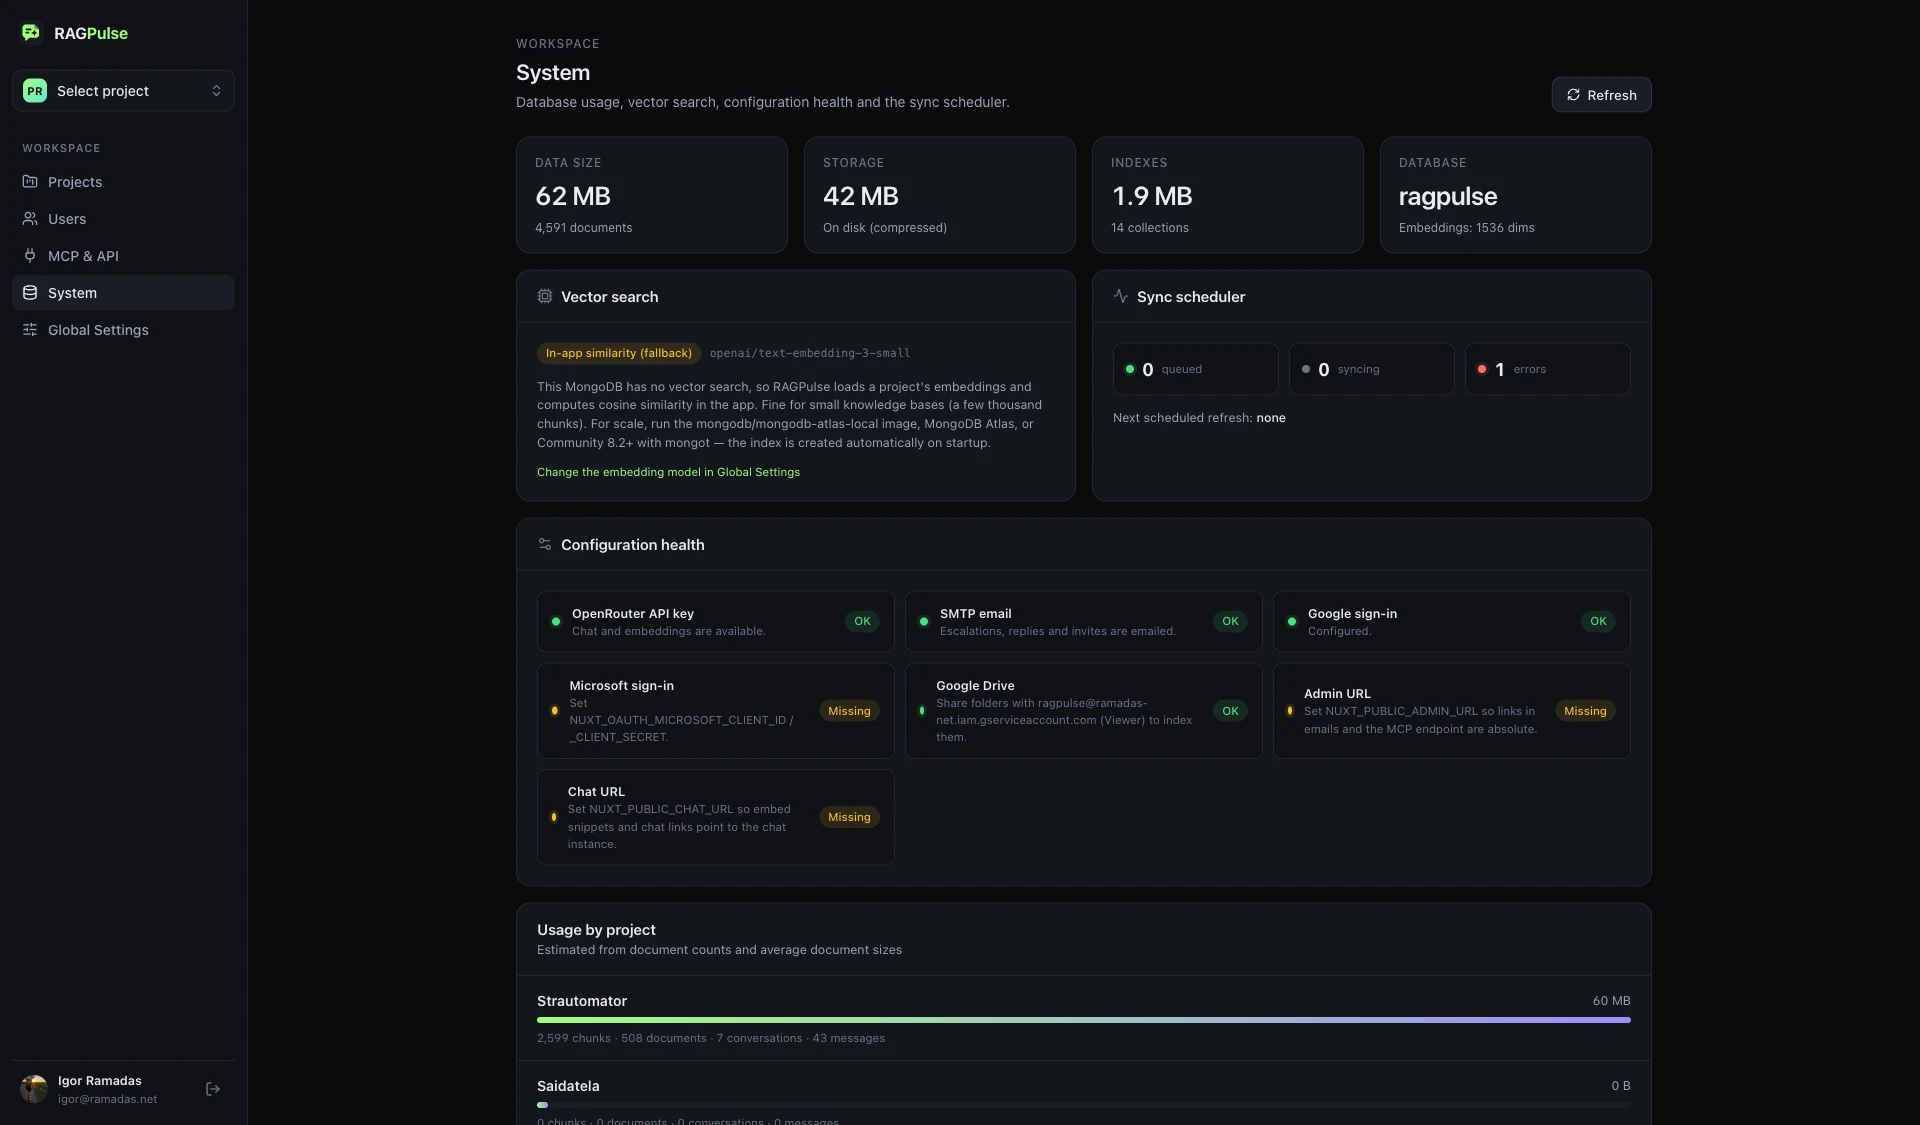 RAGPulse
PR Select project
WORKSPACE
Projects
Users
MCP & API
System
Global Settings
Igor Ramadas
igor@ramadas.net
WORKSPACE
System
Database usage, vector search, configuration health and the sync scheduler.
Refresh
DATA SIZE
62 MB
4,591 documents
STORAGE
42 MB
On disk (compressed)
INDEXES
1.9 MB
14 collections
DATABASE
ragpulse
Embeddings: 1536 dims
Vector search
In-app similarity (fallback) openai/text-embedding-3-small
This MongoDB has no vector search, so RAGPulse loads a project's embeddings and
computes cosine similarity in the app. Fine for small knowledge bases (a few thousand
chunks). For scale, run the mongodb/mongodb-atlas-local image, MongoDB Atlas, or
Community 8.2+ with mongot — the index is created automatically on startup.
Change the embedding model in Global Settings
Sync scheduler
0 queued
0 syncing
1 errors
Next scheduled refresh: none
Configuration health
OpenRouter API key
Chat and embeddings are available.
OK
SMTP email
Escalations, replies and invites are emailed.
OK
Google sign-in
Configured.
OK
Microsoft sign-in
Set
NUXT_OAUTH_MICROSOFT_CLIENT_ID /
_CLIENT_SECRET.
Missing
Google Drive
Share folders with ragpulse@ramadas-
net.iam.gserviceaccount.com (Viewer) to index
them.
OK
Admin URL
Set NUXT_PUBLIC_ADMIN_URL so links in
emails and the MCP endpoint are absolute.
Missing
Chat URL
Set NUXT_PUBLIC_CHAT_URL so embed
snippets and chat links point to the chat
instance.
Missing
Usage by project
Estimated from document counts and average document sizes
Strautomator
60 MB
2,599 chunks · 508 documents · 7 conversations · 43 messages
Saidatela
0 B
0 chunks · 0 documents · 0 conversations · 0 messages